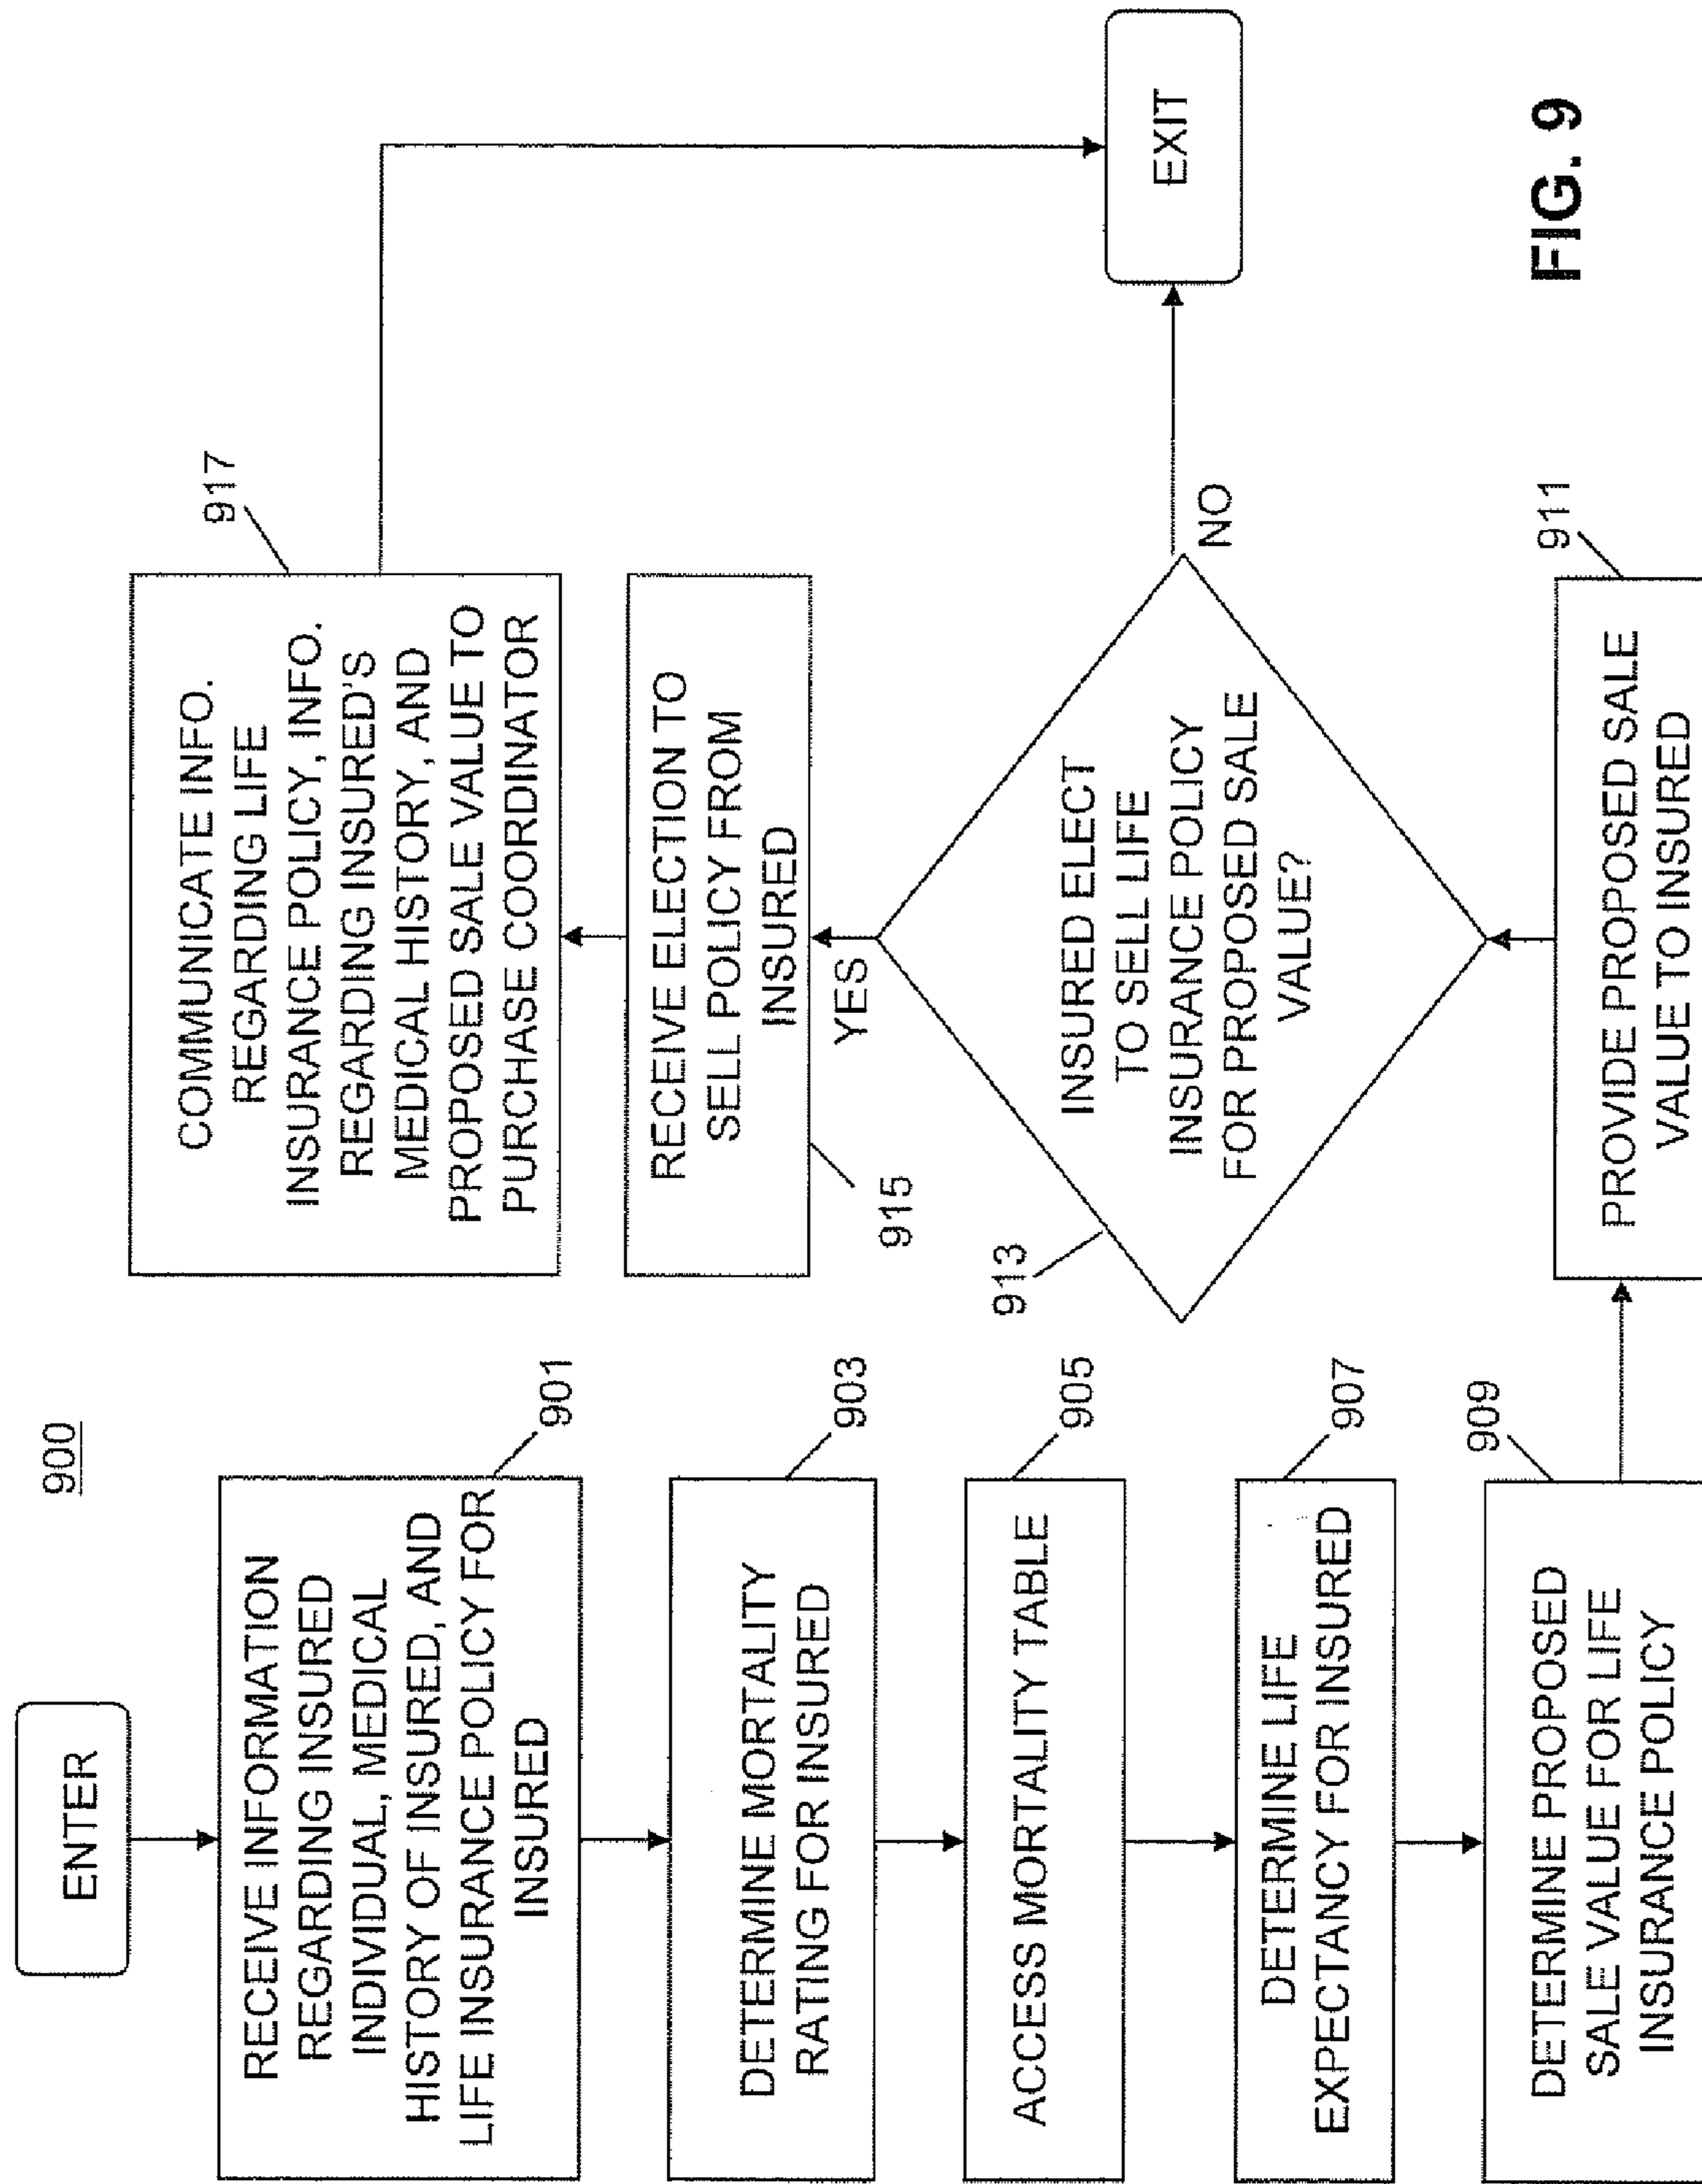 900
ENTER
RECEIVE INFORMATION
REGARDING INSURED
INDIVIDUAL, MEDICAL
HISTORY OF INSURED, AND
LIFE INSURANCE POLICY FOR
INSURED
901
DETERMINE MORTALITY
RATING FOR INSURED
903
ACCESS MORTALITY TABLE
905
DETERMINE LIFE
EXPECTANCY FOR INSURED
907
DETERMINE PROPOSED
SALE VALUE FOR LIFE
INSURANCE POLICY
909
PROVIDE PROPOSED SALE
VALUE TO INSURED
911
INSURED ELECT
TO SELL LIFE
INSURANCE POLICY
FOR PROPOSED SALE
VALUE?
913
YES
NO
RECEIVE ELECTION TO
SELL POLICY FROM
INSURED
915
COMMUNICATE INFO.
REGARDING LIFE
INSURANCE POLICY, INFO.
REGARDING INSURED'S
MEDICAL HISTORY, AND
PROPOSED SALE VALUE TO
PURCHASE COORDINATOR
917
EXIT
FIG. 9